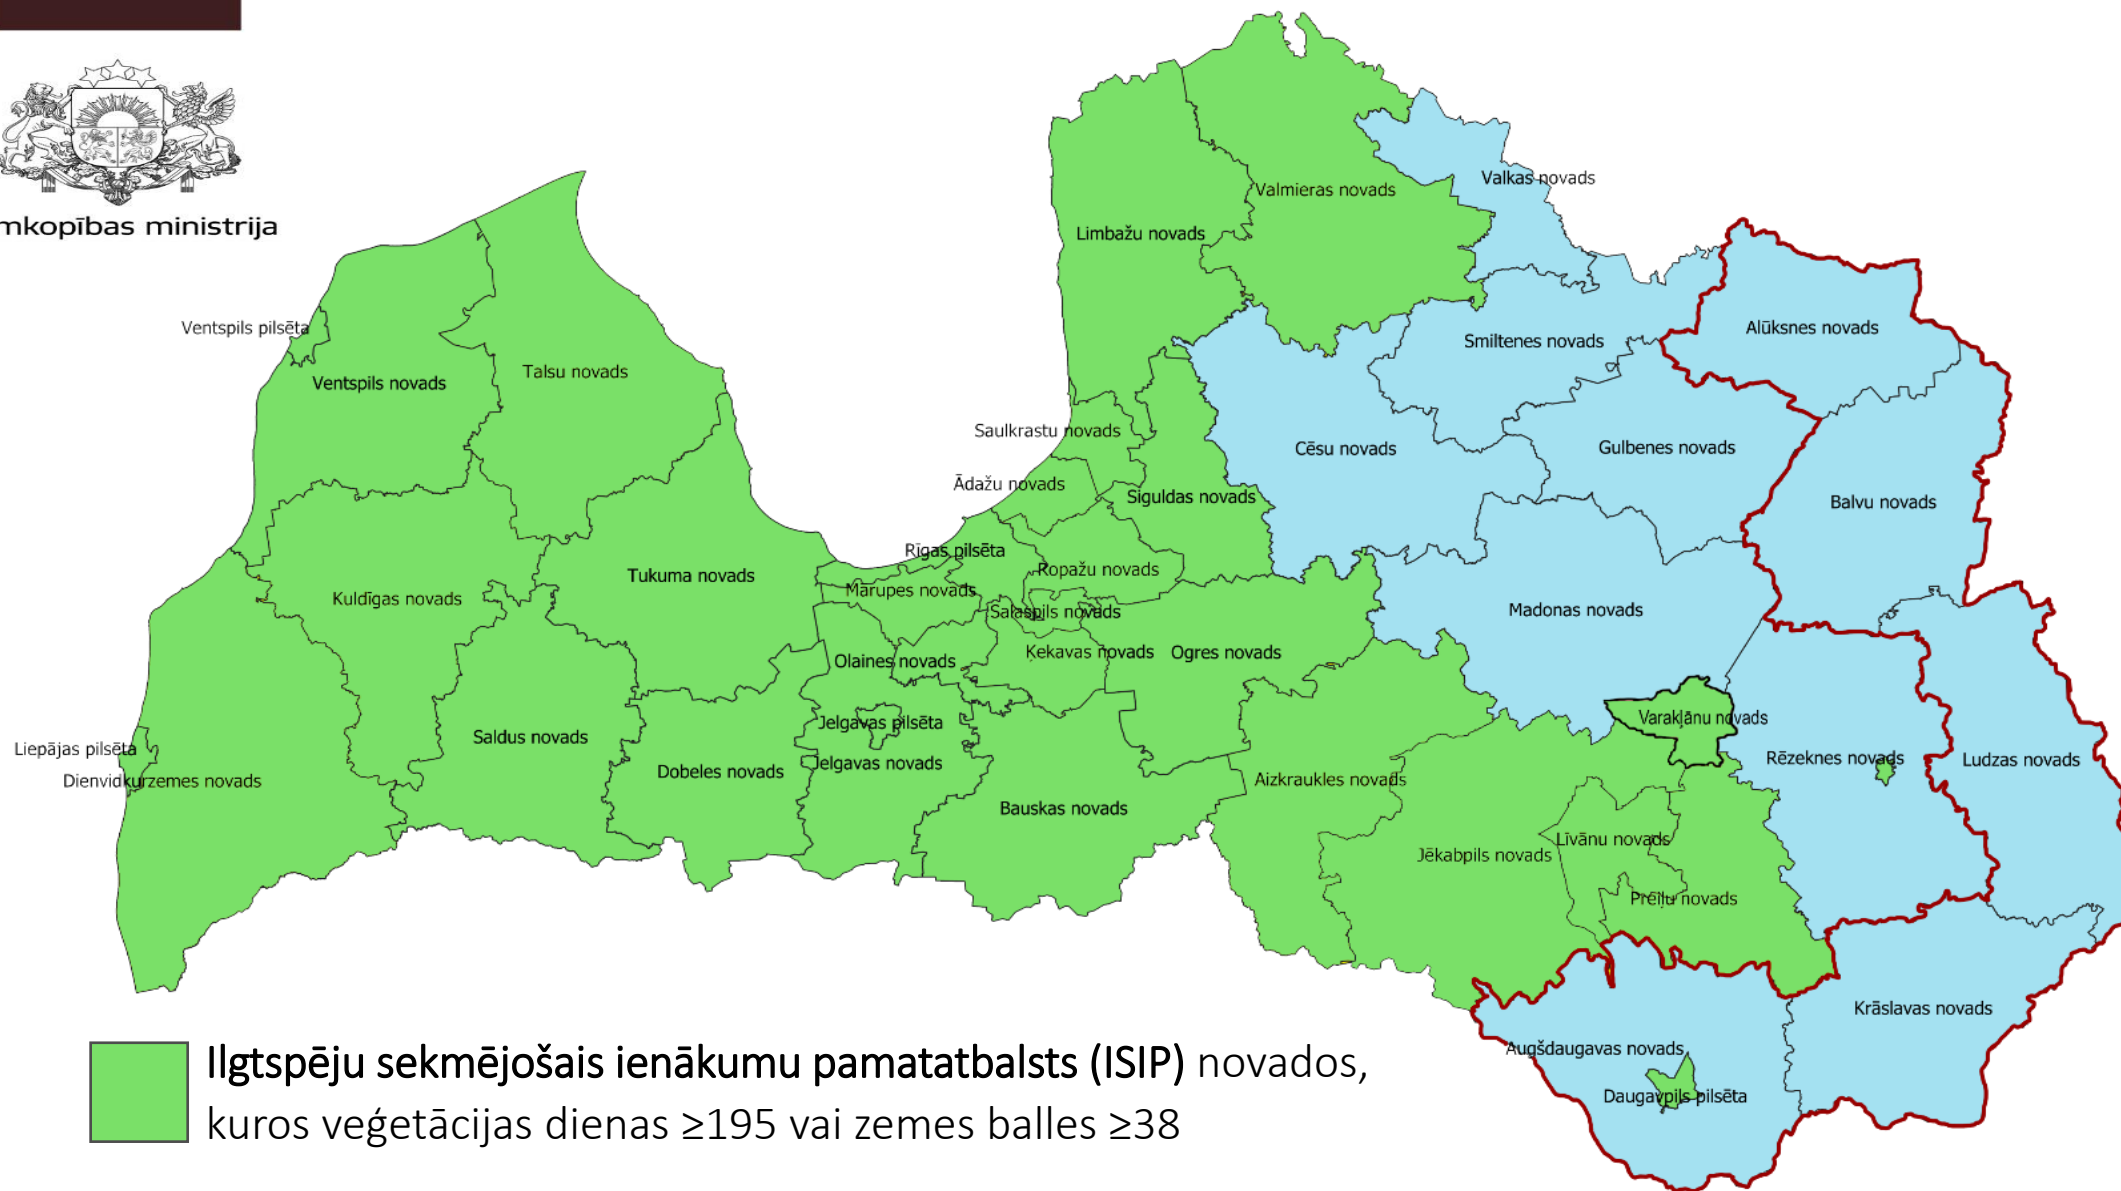 mkopības ministrija
Valkas novads
Valmieras novads
Limbažu novads
Ventspils pilsēta
Alūksnes novads
Smiltenes novads
Talsu novads
Ventspils novads
Saulkrastu novads
Cēsu novads
Gulbenes novads
Ādažu novads
Siguldas novads
Balvu novads
Rīgas pilsēta
Ropažu novads
Tukuma novads
Mārupes novads
Kuldīgas novads
Salaspils novads
Madonas novads
Olaines novads
Ķekavas novads
Ogres novads
Varakļānu novads
Jelgavas pilsēta
Saldus novads
Liepājas pilsēta
Rēzeknes novads
Ludzas novads
Jelgavas novads
Dobeles novads
Dienvidkurzemes novads
Aizkraukles novads
Bauskas novads
Līvānu novads
Jēkabpils novads
Preiļu novads
Krāslavas novads
Augšdaugavas novads
Daugavpils pilsēta
Ilgtspēju sekmējošais ienākumu pamatatbalsts (ISIP) novados,
kuros veģetācijas dienas ≥195 vai zemes balles ≥38